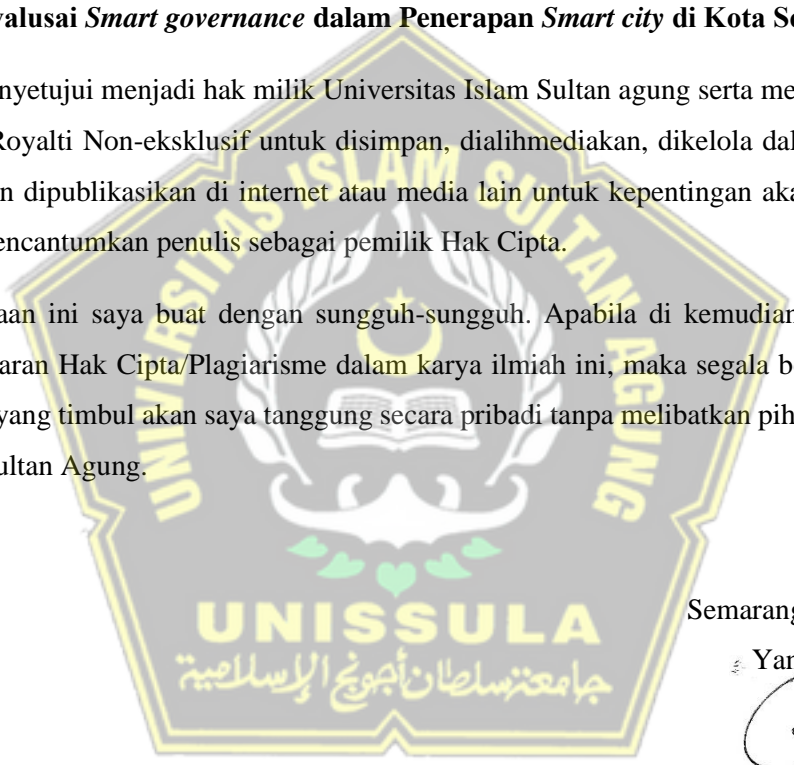 valusai Smart governance dalam Penerapan Smart city di Kota Se
nyetujui menjadi hak milik Universitas Islam Sultan agung serta me
Royalti Non-eksklusif untuk disimpan, dialihmediakan, dikelola dal
n dipublikasikan di internet atau media lain untuk kepentingan aka
encantumkan penulis sebagai pemilik Hak Cipta.
aan ini saya buat dengan sungguh-sungguh. Apabila di kemudian
aran Hak Cipta/Plagiarisme dalam karya ilmiah ini, maka segala b
yang timbul akan saya tanggung secara pribadi tanpa melibatkan pih
ultan Agung.
Semarang
Yan
UNIVERSITAS ISLAM SULTAN AGUNG
UNISSULA
جامعة سلطان أجونج الإسلامية